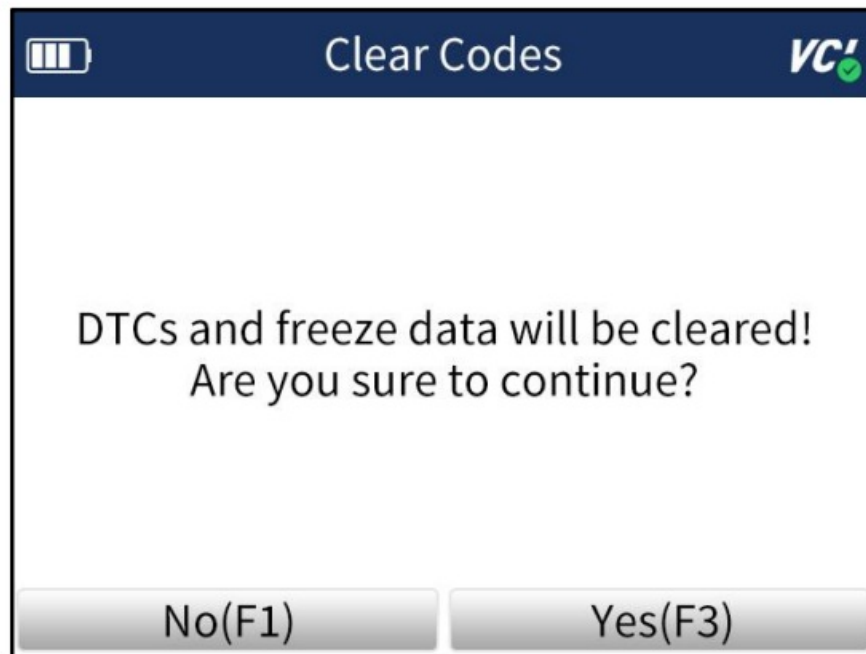 Clear Codes
VCI
DTCs and freeze data will be cleared!
Are you sure to continue?
No(F1)
Yes(F3)